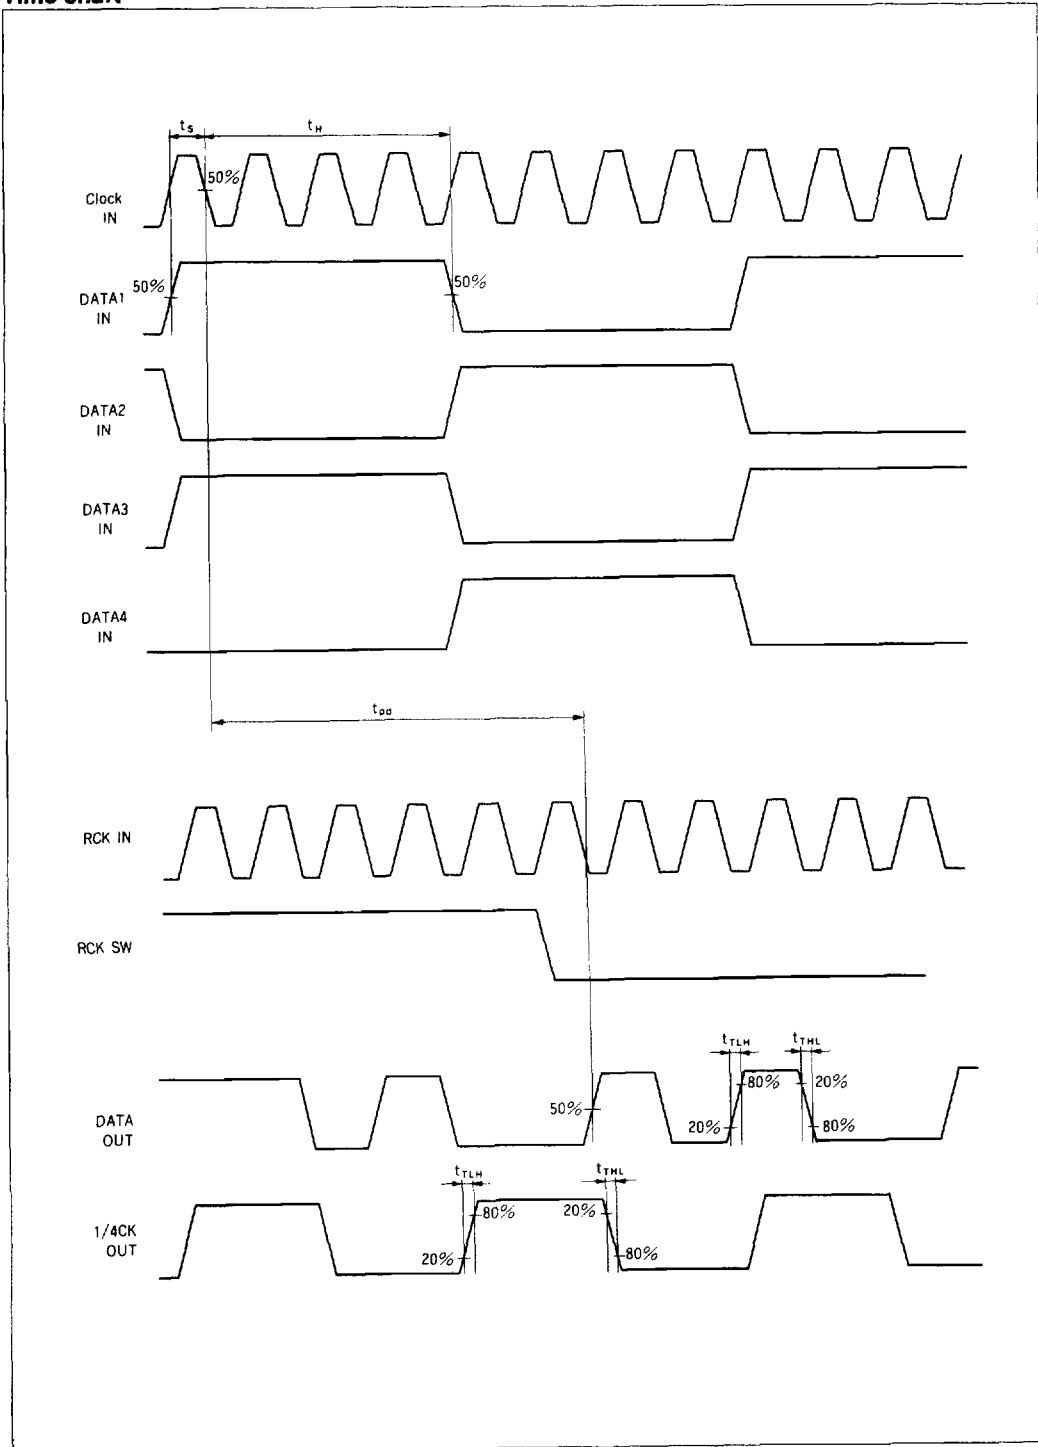 tS tH
50%
Clock
IN
50% 50%
DATA1
IN
DATA2
IN
DATA3
IN
DATA4
IN
tpd
RCK IN
RCK SW
tTLH tTHL
80% 20%
50%
DATA
OUT
20% 80%
tTLH tTHL
80% 20%
1/4CK
OUT
20% 80%